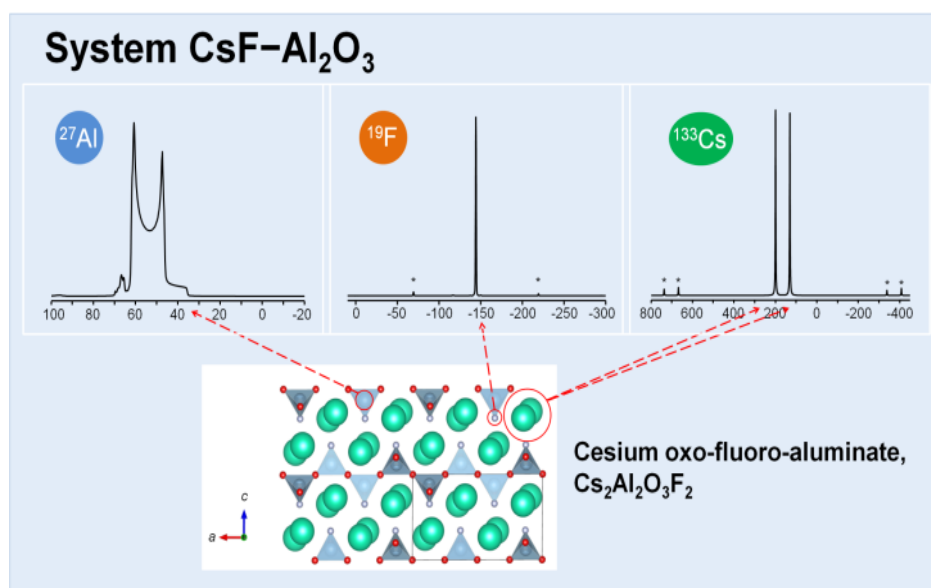 System CsF−Al₂O₃
²⁷Al
100 80 60 40 20 0 -20
¹⁹F
* *
0 -50 -100 -150 -200 -250 -300
¹³³Cs
* * * *
800 600 400 200 0 -200 -400
c
a
Cesium oxo-fluoro-aluminate,
Cs₂Al₂O₃F₂